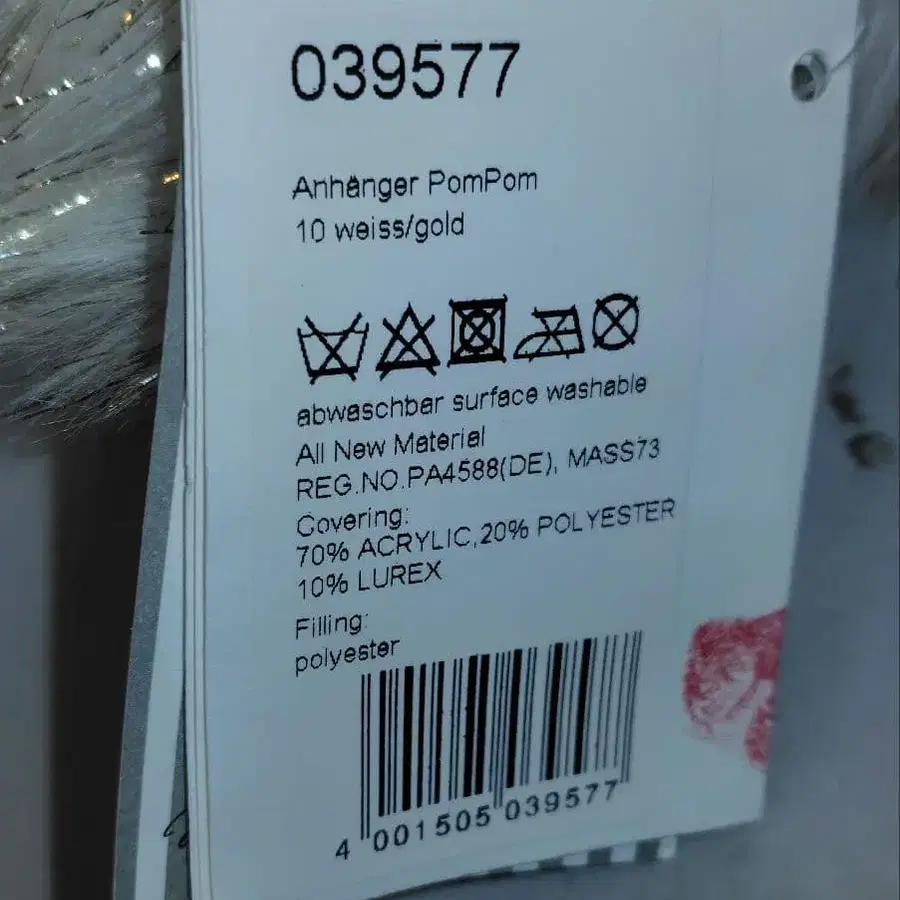 039577
Anhänger PomPom
10 weiss/gold
abwaschbar surface washable
All New Material
REG.NO.PA4588(DE), MASS73
Covering:
70% ACRYLIC,20% POLYESTER
10% LUREX
Filling:
polyester
4 001505 039577